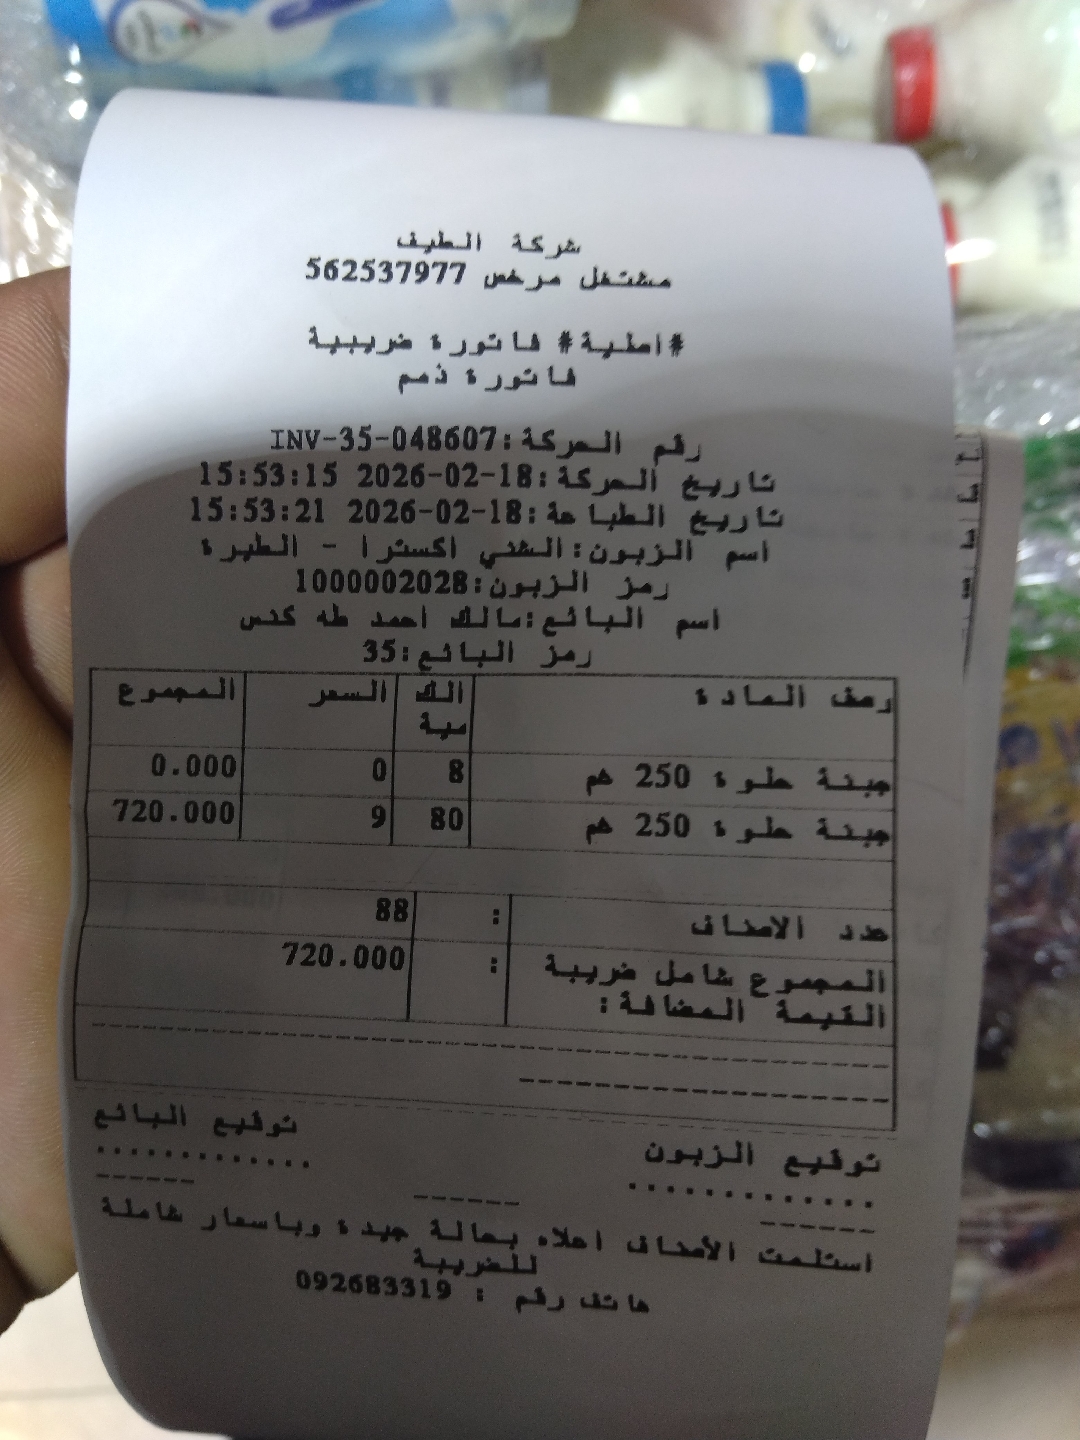 شركة الطيف
مشتغل مرخص 562537977
#أصلية# فاتورة ضريبية
فاتورة ذمم
رقم الحركة:INV-35-048607
تاريخ الحركة:2026-02-18 15:53:15
تاريخ الطباعة:2026-02-18 15:53:21
اسم الزبون:الشني اكسترا - الطيرة
رمز الزبون:1000002028
اسم البائع:مالك احمد طه كنس
رمز البائع:35
وصف المادة الكمية السعر المجموع
جبنة حلوة 250 غم 8 0 0.000
جبنة حلوة 250 غم 80 9 720.000
عدد الاصناف : 88
المجموع شامل ضريبة : 720.000
القيمة المضافة:
توقيع الزبون توقيع البائع
استلمت الأصناف اعلاه بحالة جيدة وباسعار شاملة
للضريبة
هاتف رقم : 092683319